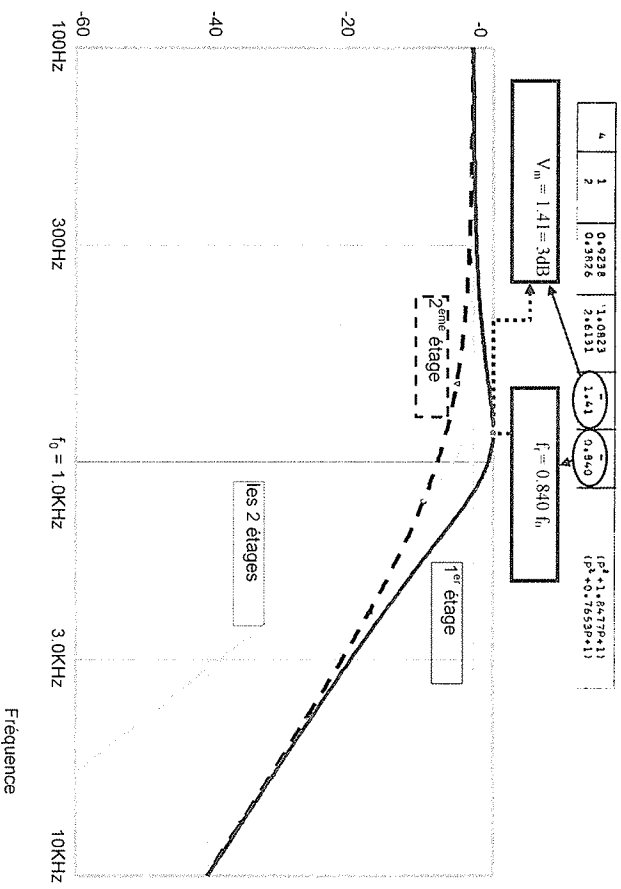 4
1
2
0.9238
0.3826
1.0823
2.6131
-
1.41
-
0.840
(P²+1.8477P+1)
(P²+0.7653P+1)
Vm = 1.41= 3dB
fr = 0.840 f0
-0
-20
-40
-60
2ème étage
1er étage
les 2 étages
100Hz
300Hz
f0 = 1.0KHz
3.0KHz
10KHz
Fréquence